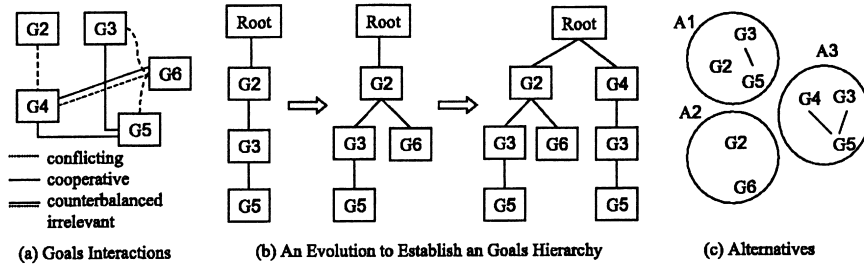 G2
G3
G6
G4
G5
conflicting
cooperative
counterbalanced
irrelevant
(a) Goals Interactions
Root
G2
G3
G5
Root
G2
G3
G6
G5
Root
G2
G4
G3
G6
G3
G5
G5
(b) An Evolution to Establish an Goals Hierarchy
A1
G3
G2
G5
A2
G2
G6
A3
G4
G3
G5
(c) Alternatives